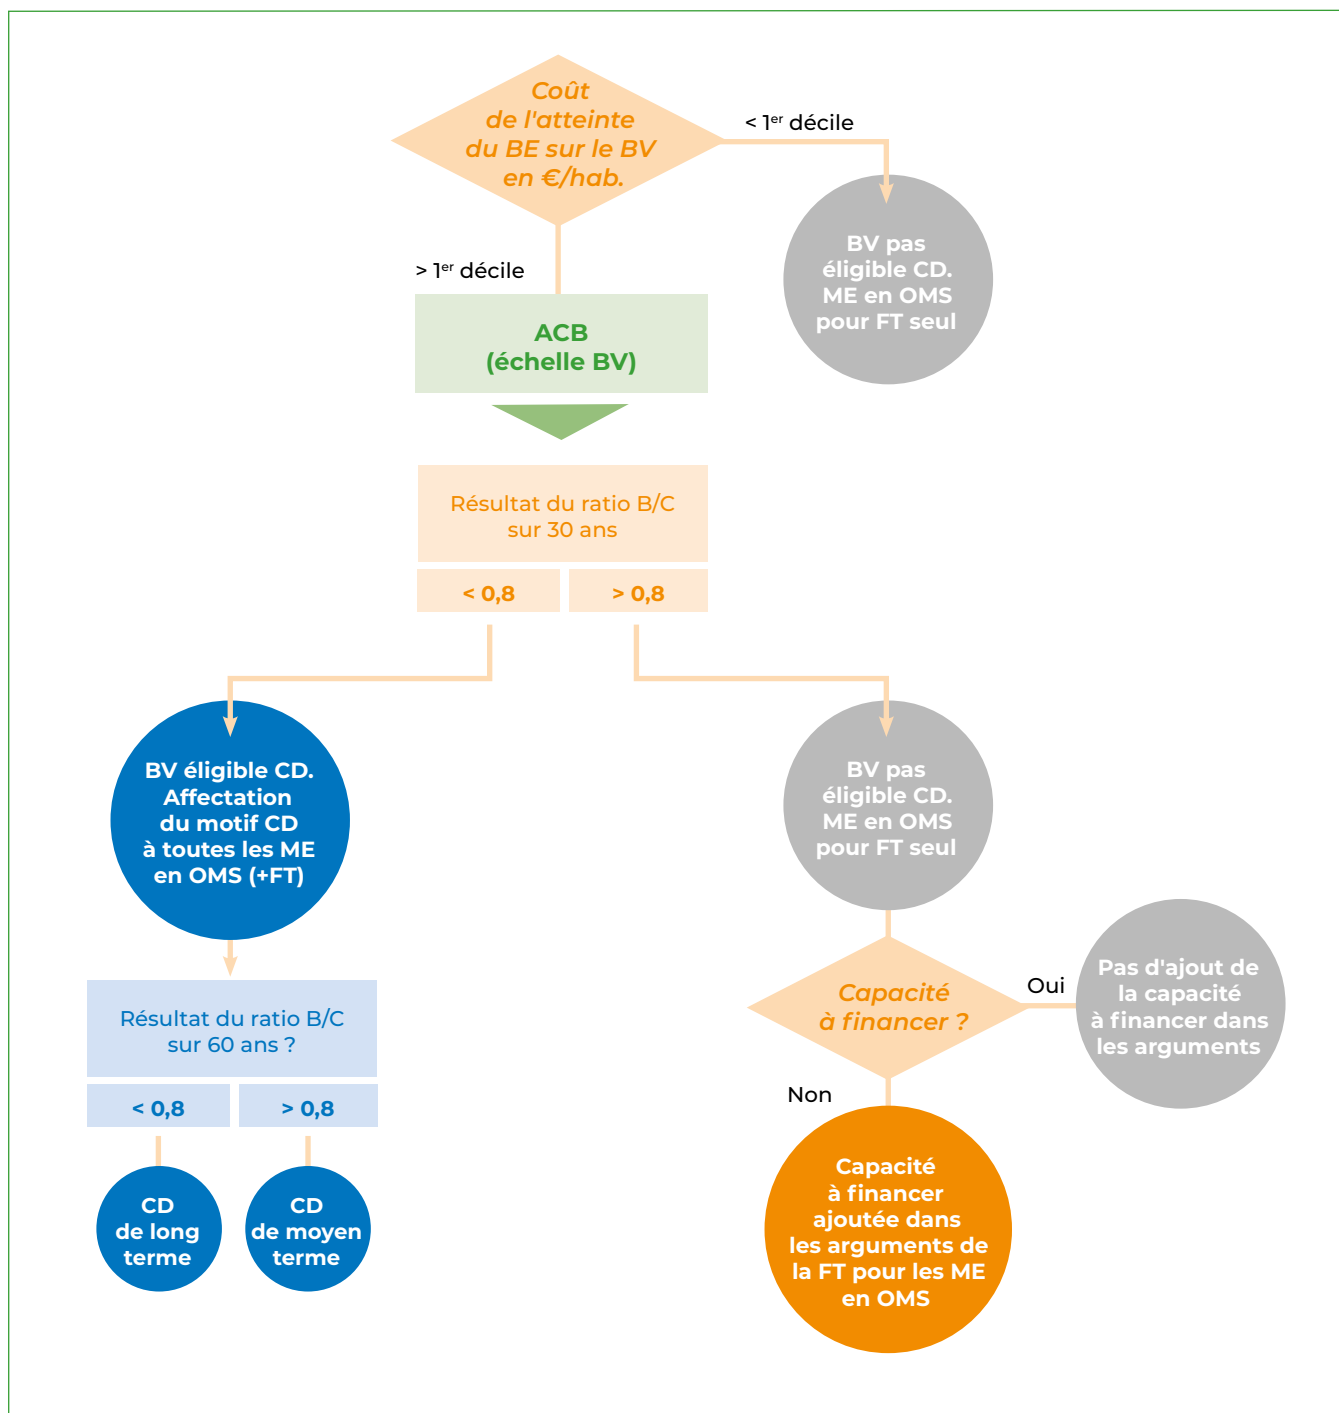 Coût
de l'atteinte
du BE sur le BV
en €/hab.
< 1er décile
BV pas
éligible CD.
ME en OMS
pour FT seul
> 1er décile
ACB
(échelle BV)
Résultat du ratio B/C
sur 30 ans
< 0,8
> 0,8
BV éligible CD.
Affectation
du motif CD
à toutes les ME
en OMS (+FT)
BV pas
éligible CD.
ME en OMS
pour FT seul
Résultat du ratio B/C
sur 60 ans ?
< 0,8
> 0,8
CD
de long
terme
CD
de moyen
terme
Capacité
à financer ?
Oui
Pas d'ajout de
la capacité
à financer dans
les arguments
Non
Capacité
à financer
ajoutée dans
les arguments de
la FT pour les ME
en OMS